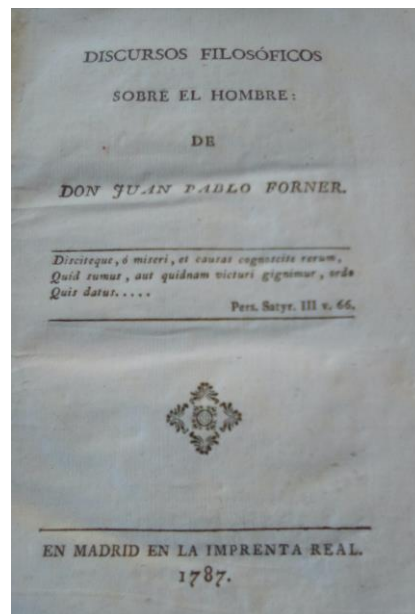 DISCURSOS FILOSÓFICOS
SOBRE EL HOMBRE:
DE
DON JUAN PABLO FORNER.
Disciteque, ó miseri, et causas cognoscite rerum,
Quid sumus, aut quidnam victuri gignimur, ordo
Quis datus.....
Pers. Satyr. III v. 66.
EN MADRID EN LA IMPRENTA REAL.
1787.